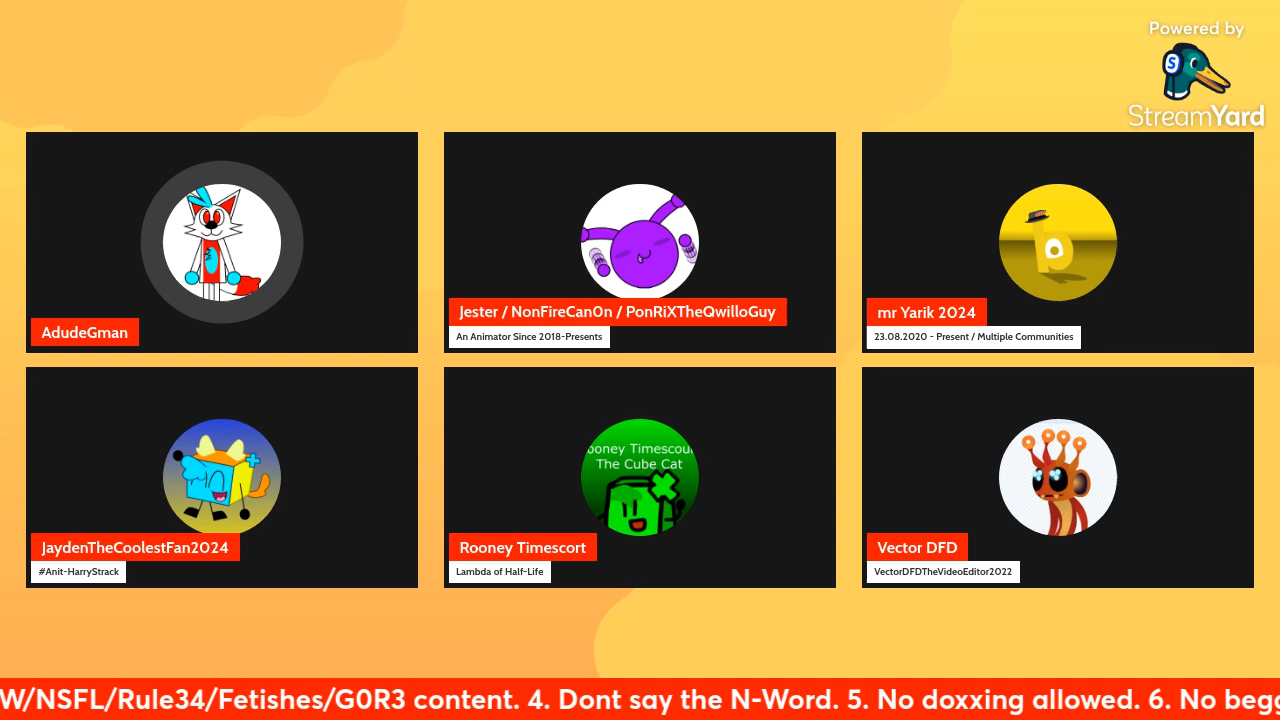 Powered by
StreamYard
AdudeGman
Jester / NonFireCan0n / PonRiXTheQwilloGuy
An Animator Since 2018-Presents
mr Yarik 2024
23.08.2020 - Present / Multiple Communities
JaydenTheCoolestFan2024
#Anit-HarryStrack
ooney Timescou
The Cube Cat
Rooney Timescort
Lambda of Half-Life
Vector DFD
VectorDFDTheVideoEditor2022
W/NSFL/Rule34/Fetishes/G0R3 content. 4. Dont say the N-Word. 5. No doxxing allowed. 6. No begg